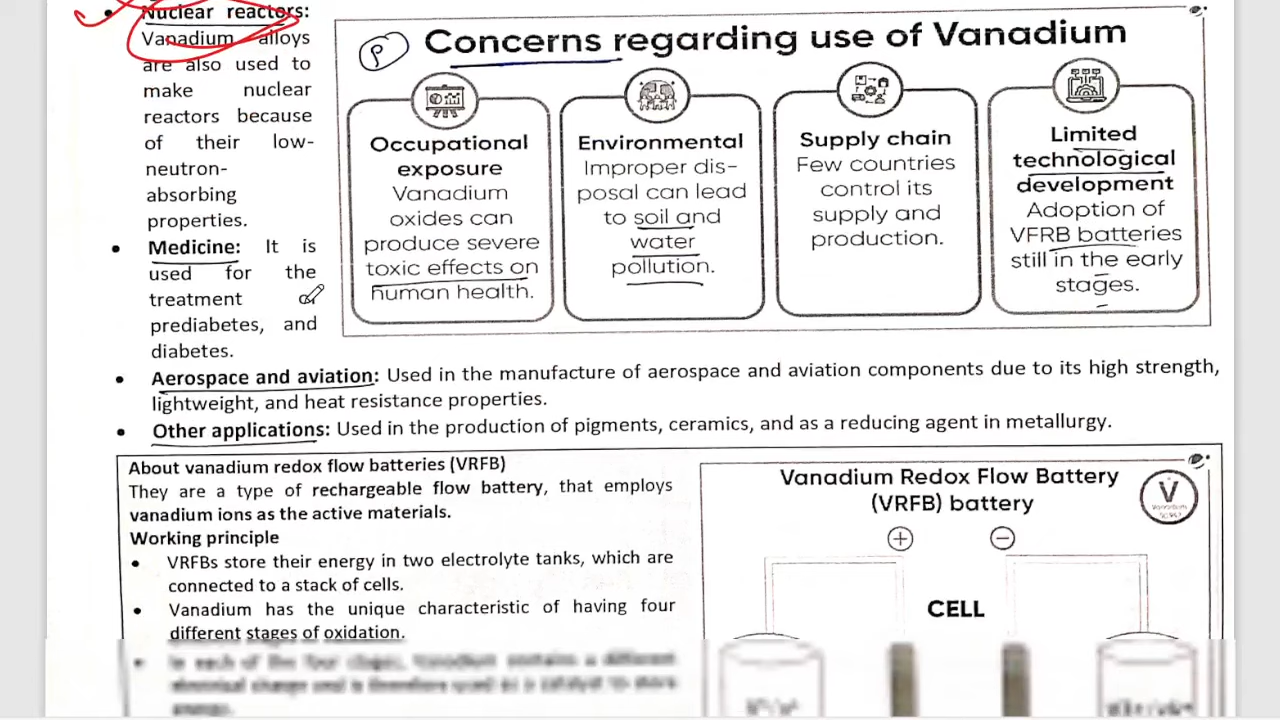 Nuclear reactors:
Vanadium alloys
are also used to
make nuclear
reactors because
of their low-
neutron-
absorbing
properties.
Medicine: It is
used for the
treatment
prediabetes, and
diabetes.
P
Concerns regarding use of Vanadium
Occupational
exposure
Vanadium
oxides can
produce severe
toxic effects on
human health.
Environmental
Improper dis-
posal can lead
to soil and
water
pollution.
Supply chain
Few countries
control its
supply and
production.
Limited
technological
development
Adoption of
VFRB batteries
still in the early
stages.
Aerospace and aviation: Used in the manufacture of aerospace and aviation components due to its high strength,
lightweight, and heat resistance properties.
Other applications: Used in the production of pigments, ceramics, and as a reducing agent in metallurgy.
About vanadium redox flow batteries (VRFB)
They are a type of rechargeable flow battery, that employs
vanadium ions as the active materials.
Working principle
VRFBs store their energy in two electrolyte tanks, which are
connected to a stack of cells.
Vanadium has the unique characteristic of having four
different stages of oxidation.
Vanadium Redox Flow Battery
(VRFB) battery
V
CELL